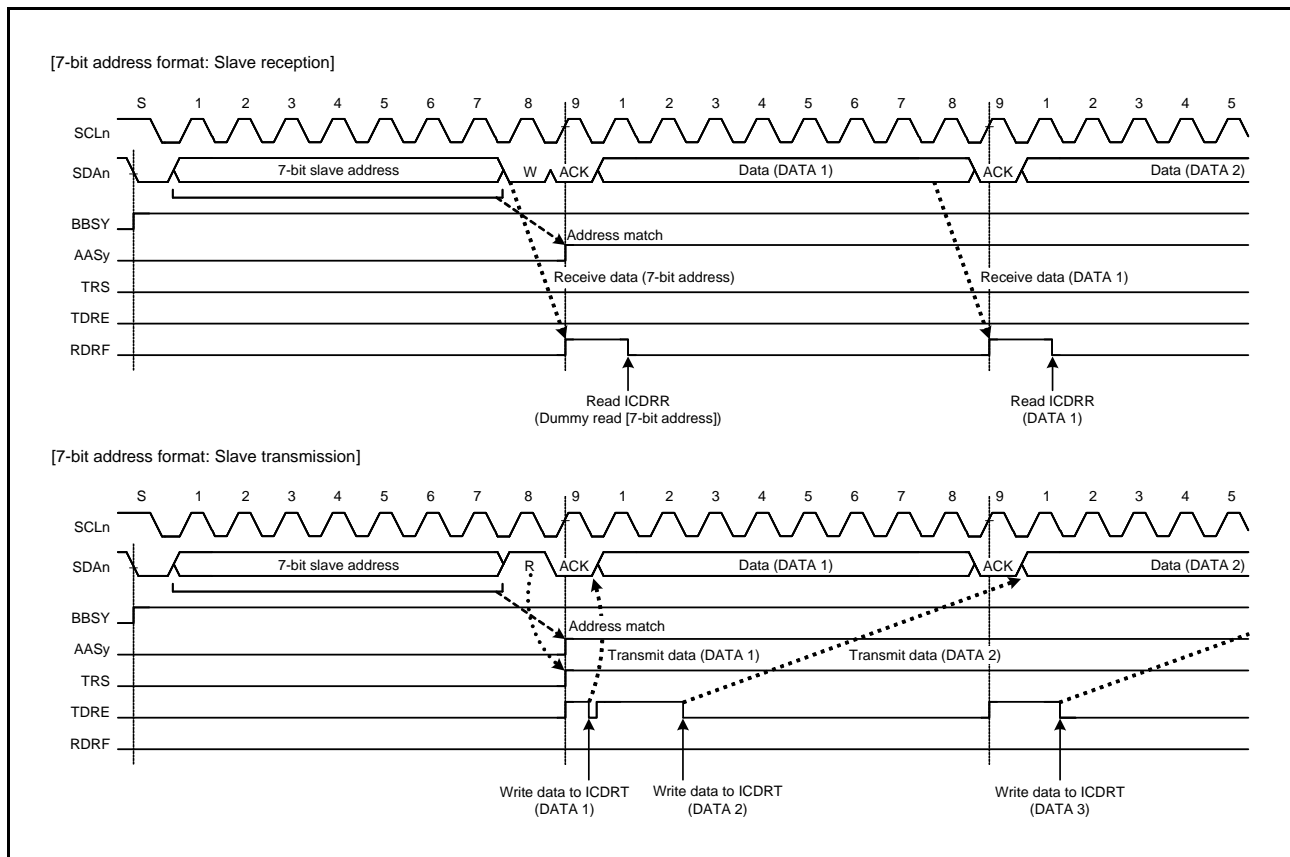 [7-bit address format: Slave reception]
S 1 2 3 4 5 6 7 8 9 1 2 3 4 5 6 7 8 9 1 2 3 4 5
SCLn
SDAn 7-bit slave address W ACK Data (DATA 1) ACK Data (DATA 2)
BBSY
Address match
AASy
Receive data (7-bit address) Receive data (DATA 1)
TRS
TDRE
RDRF
Read ICDRR Read ICDRR
(Dummy read [7-bit address]) (DATA 1)
[7-bit address format: Slave transmission]
S 1 2 3 4 5 6 7 8 9 1 2 3 4 5 6 7 8 9 1 2 3 4 5
SCLn
SDAn 7-bit slave address R ACK Data (DATA 1) ACK Data (DATA 2)
BBSY
Address match
AASy
Transmit data (DATA 1) Transmit data (DATA 2)
TRS
TDRE
RDRF
Write data to ICDRT Write data to ICDRT Write data to ICDRT
(DATA 1) (DATA 2) (DATA 3)